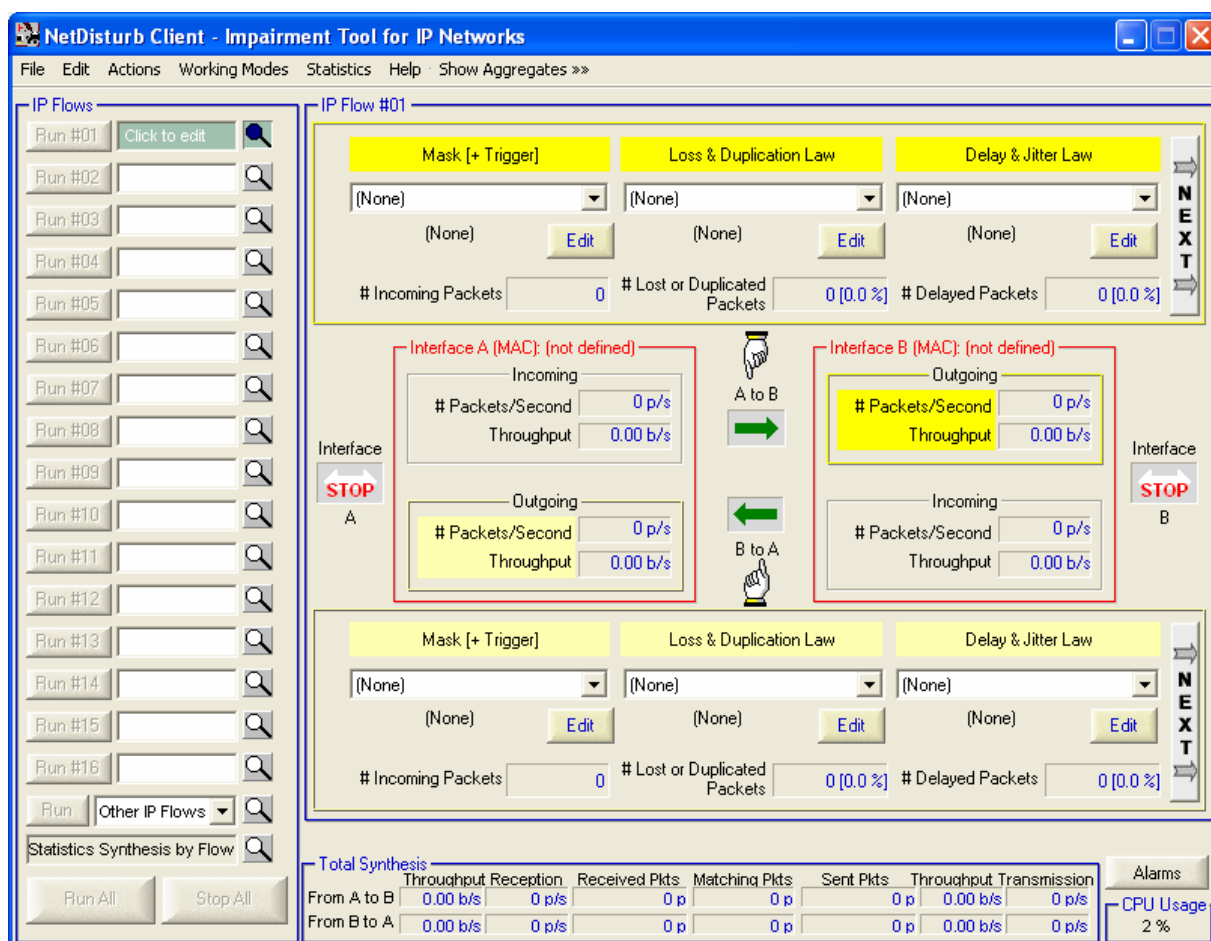 NetDisturb Client - Impairment Tool for IP Networks
File Edit Actions Working Modes Statistics Help Show Aggregates »»
IP Flows
Run #01 Click to edit
Run #02
Run #03
Run #04
Run #05
Run #06
Run #07
Run #08
Run #09
Run #10
Run #11
Run #12
Run #13
Run #14
Run #15
Run #16
Run Other IP Flows
Statistics Synthesis by Flow
Run All Stop All
IP Flow #01
Mask [+ Trigger] Loss & Duplication Law Delay & Jitter Law
(None) (None) (None)
(None) Edit (None) Edit (None) Edit
# Incoming Packets 0 # Lost or Duplicated Packets 0 [0.0 %] # Delayed Packets 0 [0.0 %]
NEXT
Interface A (MAC): (not defined)
Incoming
# Packets/Second 0 p/s
Throughput 0.00 b/s
Outgoing
# Packets/Second 0 p/s
Throughput 0.00 b/s
Interface
STOP
A
A to B
B to A
Interface B (MAC): (not defined)
Outgoing
# Packets/Second 0 p/s
Throughput 0.00 b/s
Incoming
# Packets/Second 0 p/s
Throughput 0.00 b/s
Interface
STOP
B
Mask [+ Trigger] Loss & Duplication Law Delay & Jitter Law
(None) (None) (None)
(None) Edit (None) Edit (None) Edit
# Incoming Packets 0 # Lost or Duplicated Packets 0 [0.0 %] # Delayed Packets 0 [0.0 %]
NEXT
Total Synthesis
Throughput Reception Received Pkts Matching Pkts Sent Pkts Throughput Transmission
From A to B 0.00 b/s 0 p/s 0 p 0 p 0 p 0.00 b/s 0 p/s
From B to A 0.00 b/s 0 p/s 0 p 0 p 0 p 0.00 b/s 0 p/s
Alarms
CPU Usage
2 %